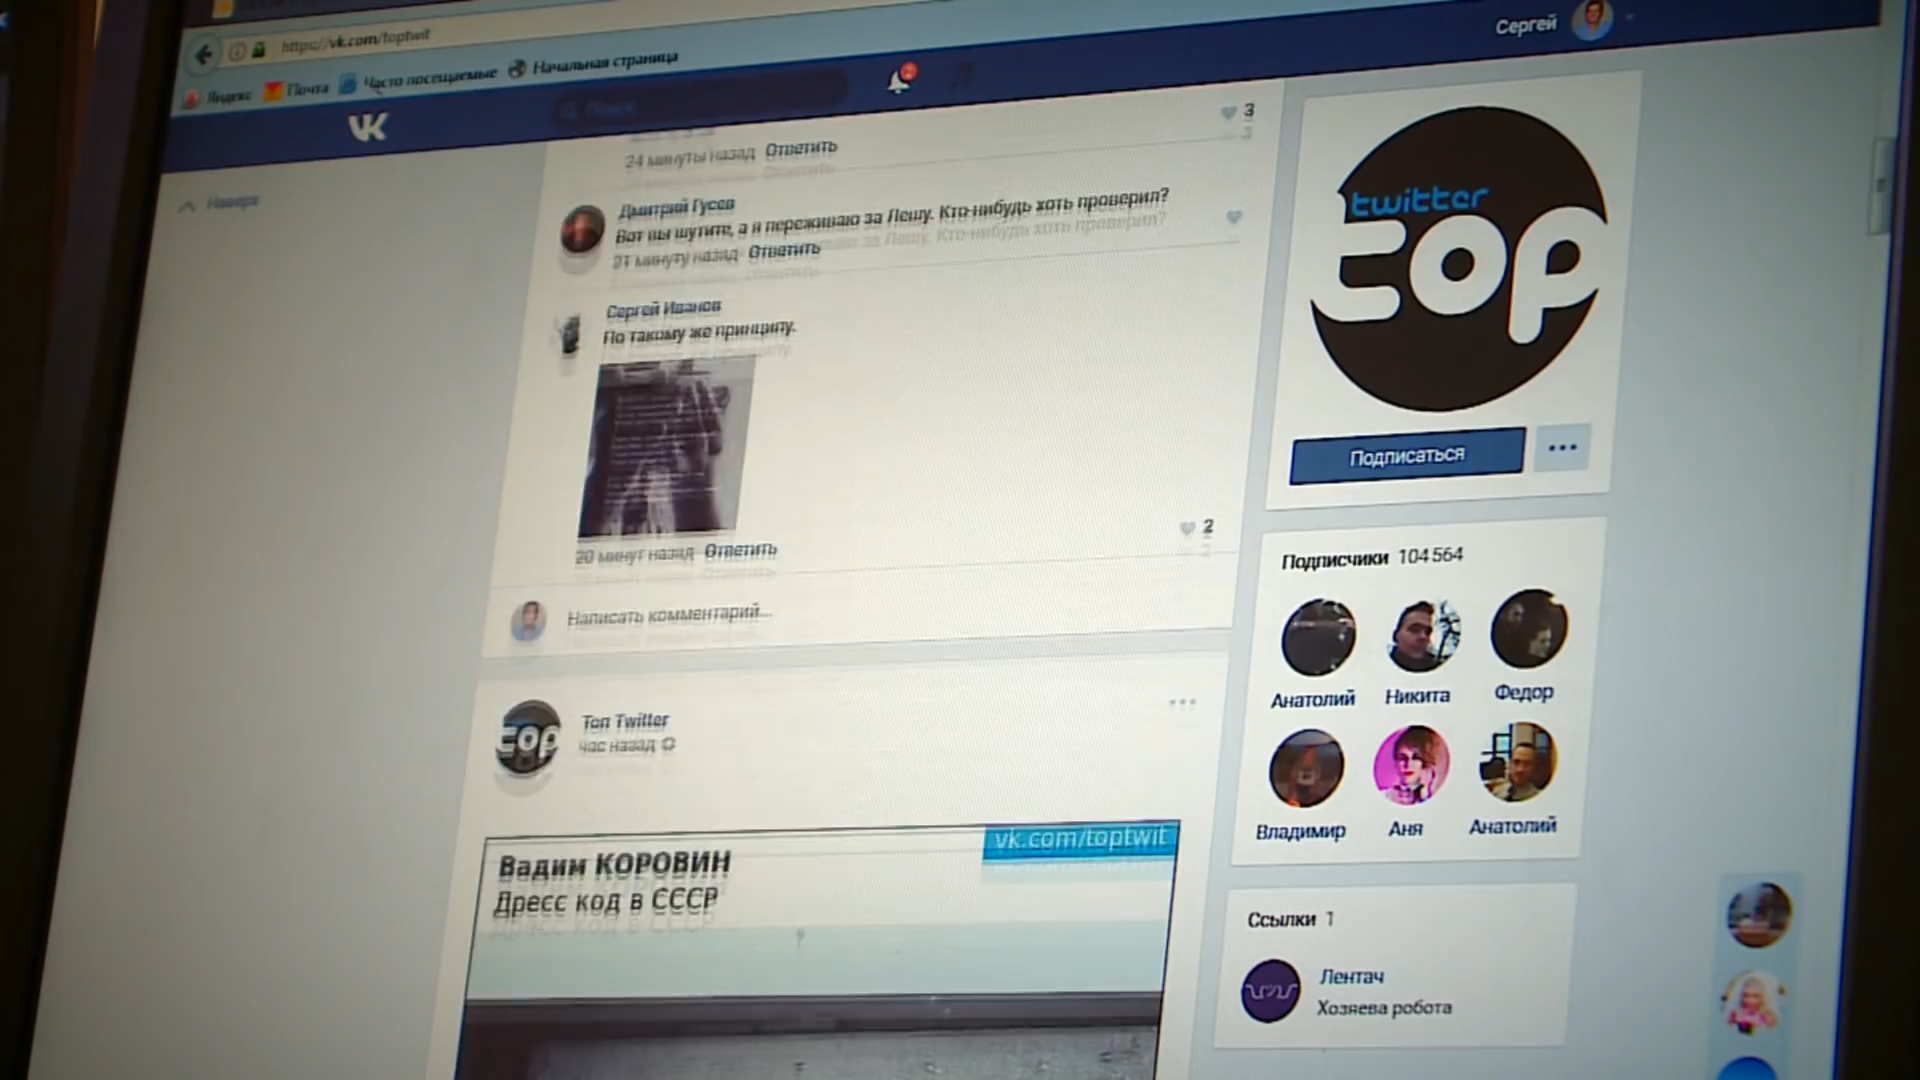 https://vk.com/toptwit
Сергей
Яндекс Почта Часто посещаемые Начальная страница
Поиск
Наверх
3
24 минуты назад Ответить
Дмитрий Гусев
Вот вы шутите, а я переживаю за Лешу. Кто-нибудь хоть проверил?
21 минуту назад Ответить
Сергей Иванов
По такому же принципу.
20 минут назад Ответить
2
Написать комментарий...
Топ Twitter
час назад
vk.com/toptwit
Вадим КОРОВИН
Дресс код в СССР
twitter
top
Подписаться
Подписчики 104 564
Анатолий Никита Федор
Владимир Аня Анатолий
Ссылки 1
Лентач
Хозяева робота